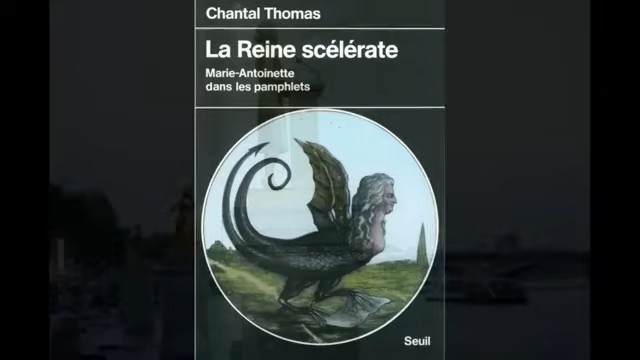 Chantal Thomas
La Reine scélérate
Marie-Antoinette
dans les pamphlets
Seuil